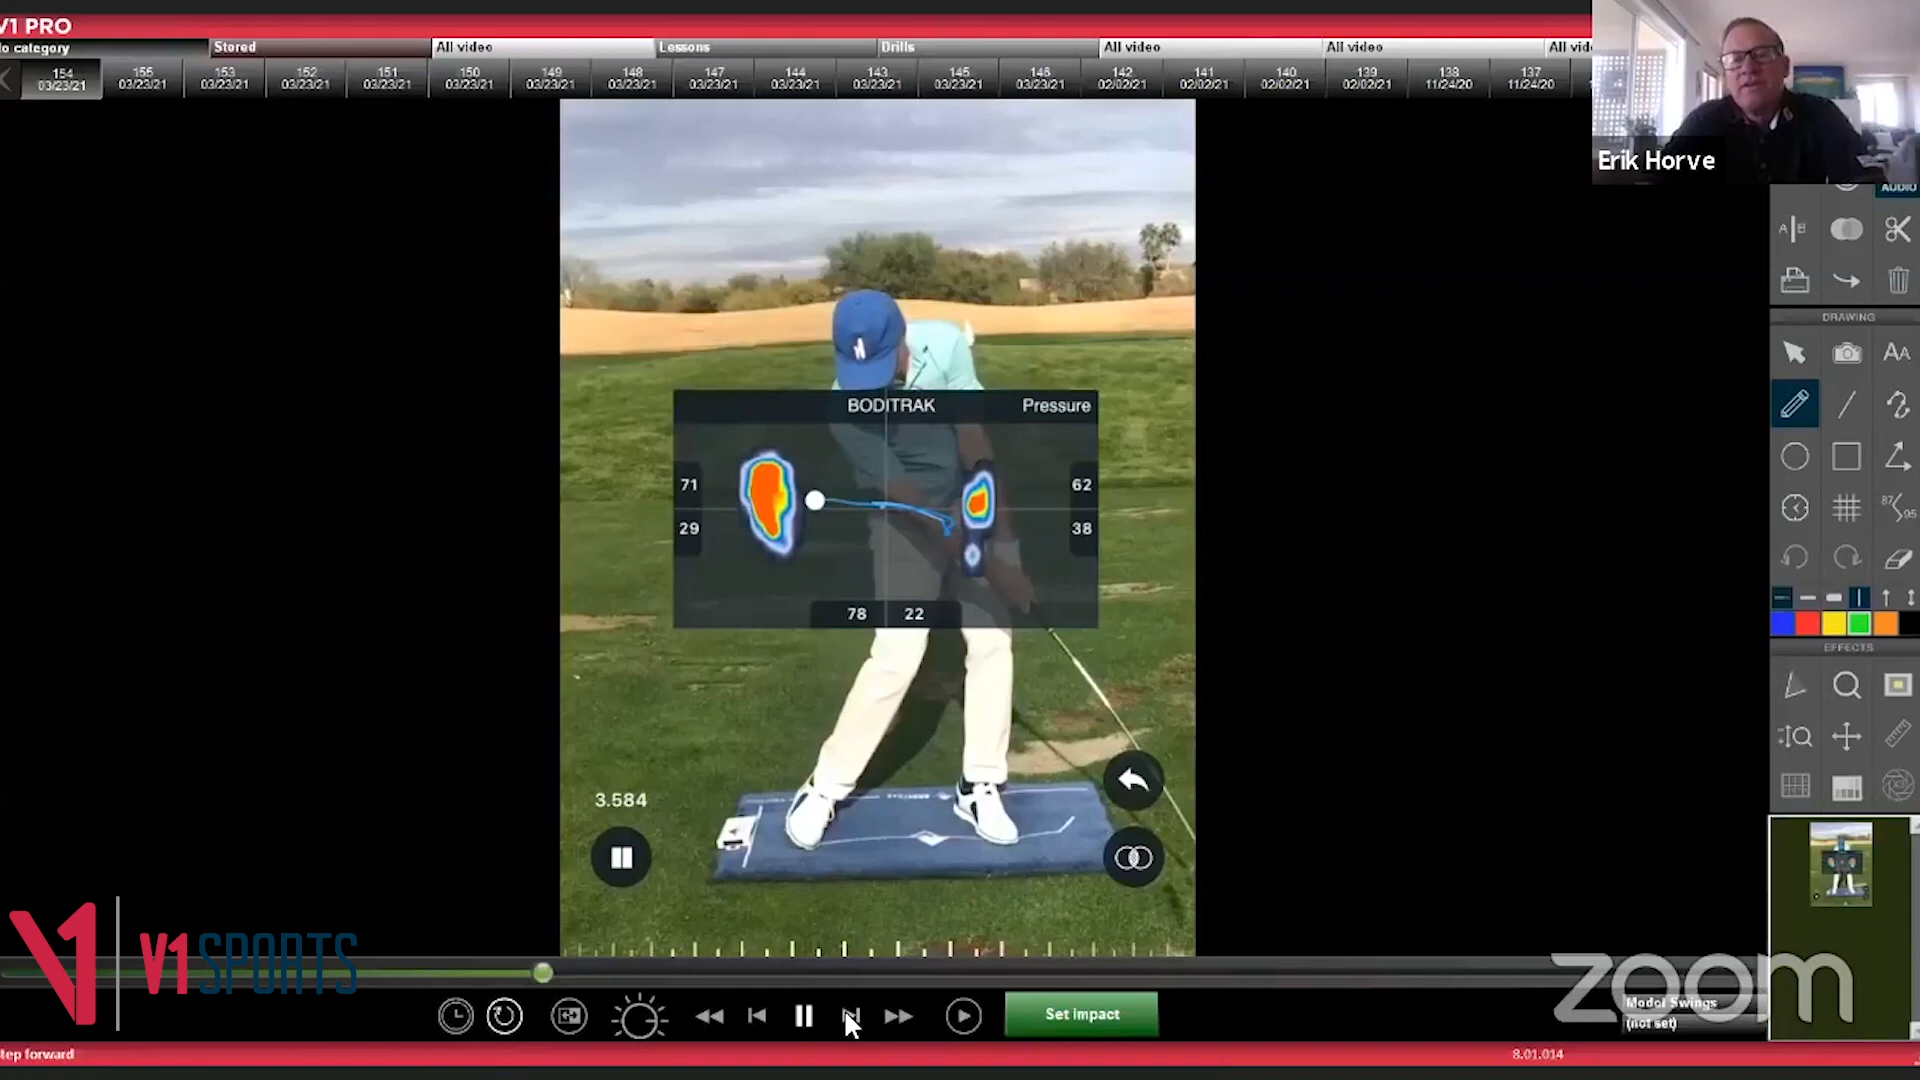 V1 PRO
o category
Stored
All video
Lessons
Drills
All video
All video
All vid
154
03/23/21
155
03/23/21
153
03/23/21
152
03/23/21
151
03/23/21
150
03/23/21
149
03/23/21
148
03/23/21
147
03/23/21
144
03/23/21
143
03/23/21
145
03/23/21
146
03/23/21
142
02/02/21
141
02/02/21
140
02/02/21
139
02/02/21
138
11/24/20
137
11/24/20
Erik Horve
AUDIO
A B
DRAWING
AA
87 95
EFFECTS
BODITRAK
Pressure
71
29
62
38
78
22
3.584
V1
V1 SPORTS
Set impact
zoom
Model Swings
(not set)
tep forward
8.01.014